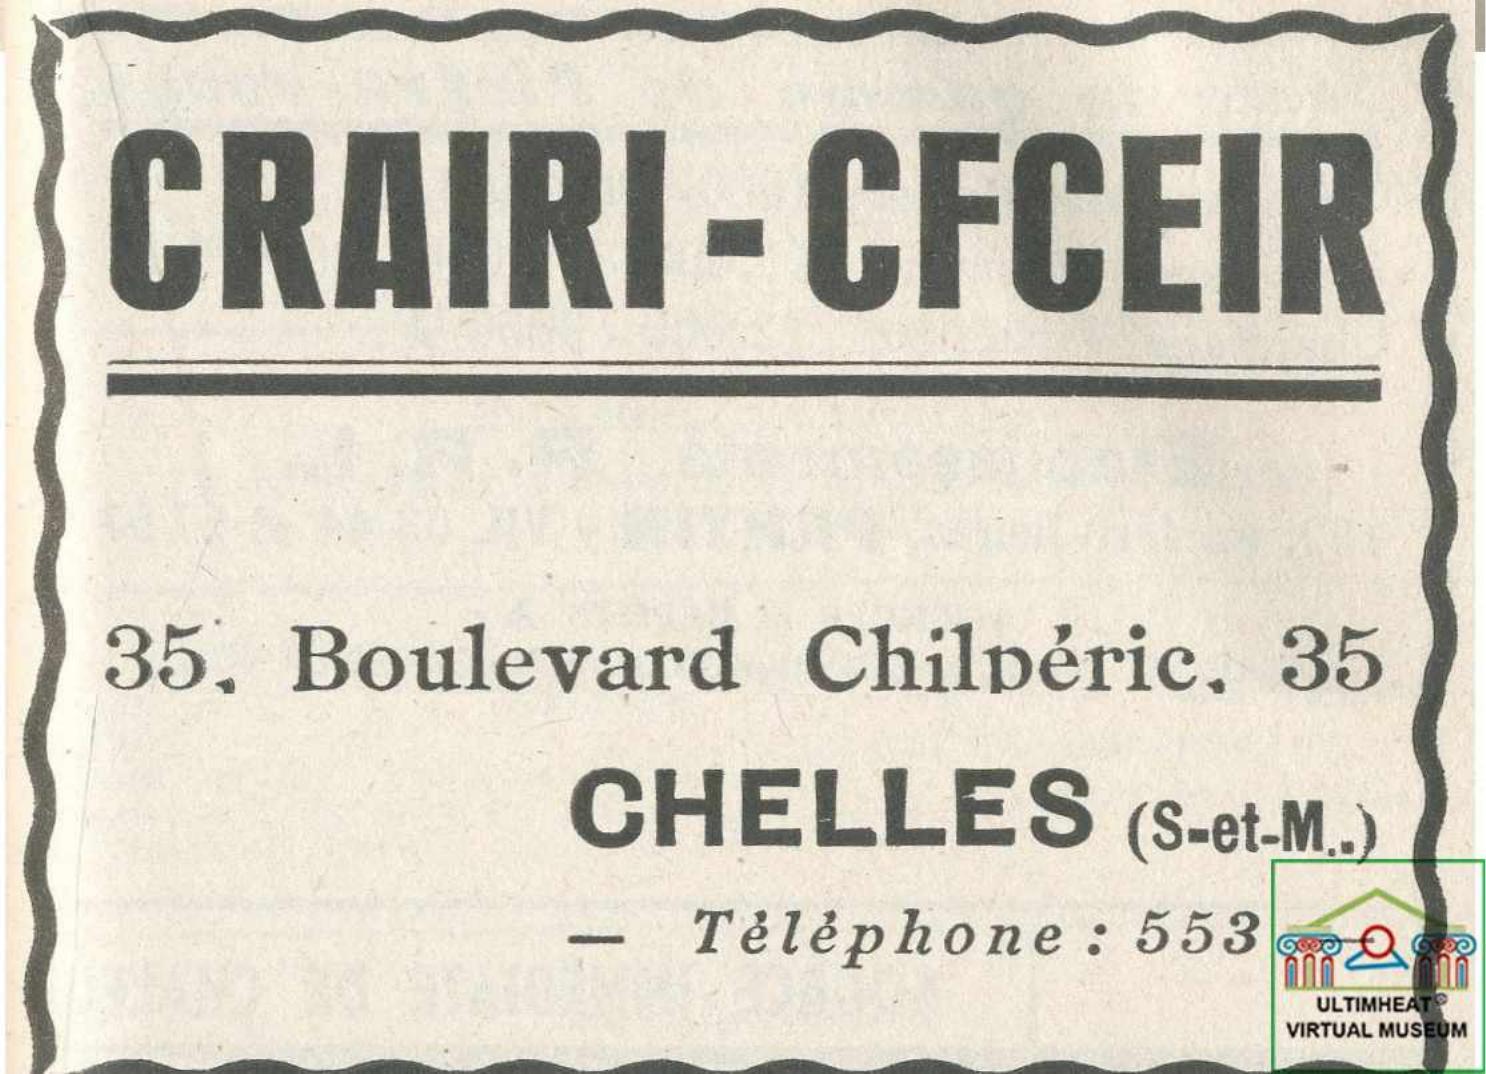 CRAIRI - CFCEIR
35, Boulevard Chilpéric, 35
CHELLES (S-et-M..)
— Téléphone : 553 —
ULTIMHEAT®
VIRTUAL MUSEUM